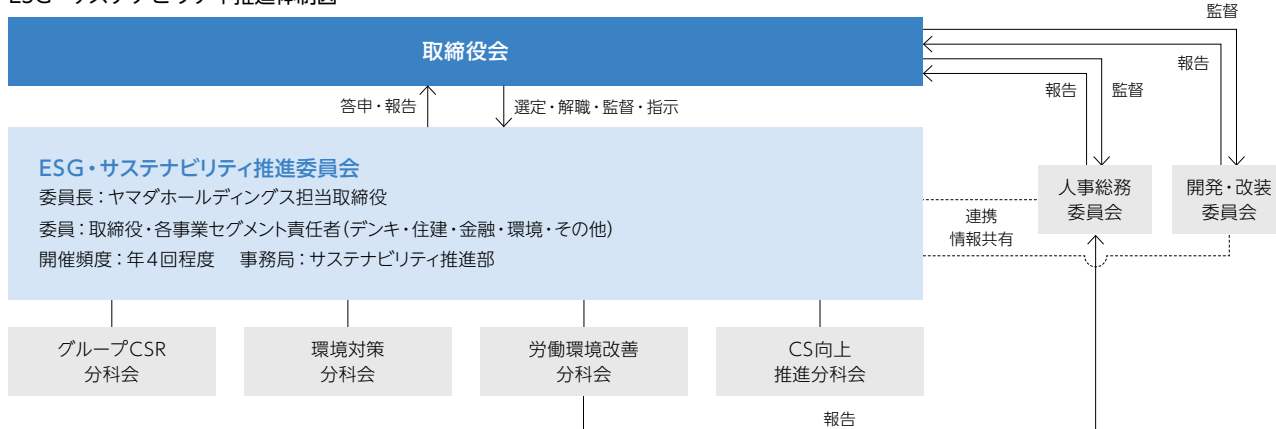 監督
取締役会
報告
報告
監督
答申・報告
選定・解職・監督・指示
ESG・サステナビリティ推進委員会
委員長：ヤマダホールディングス担当取締役
委員：取締役・各事業セグメント責任者（デンキ・住建・金融・環境・その他）
開催頻度：年4回程度　事務局：サステナビリティ推進部
人事総務
委員会
開発・改装
委員会
連携
情報共有
グループCSR
分科会
環境対策
分科会
労働環境改善
分科会
CS向上
推進分科会
報告